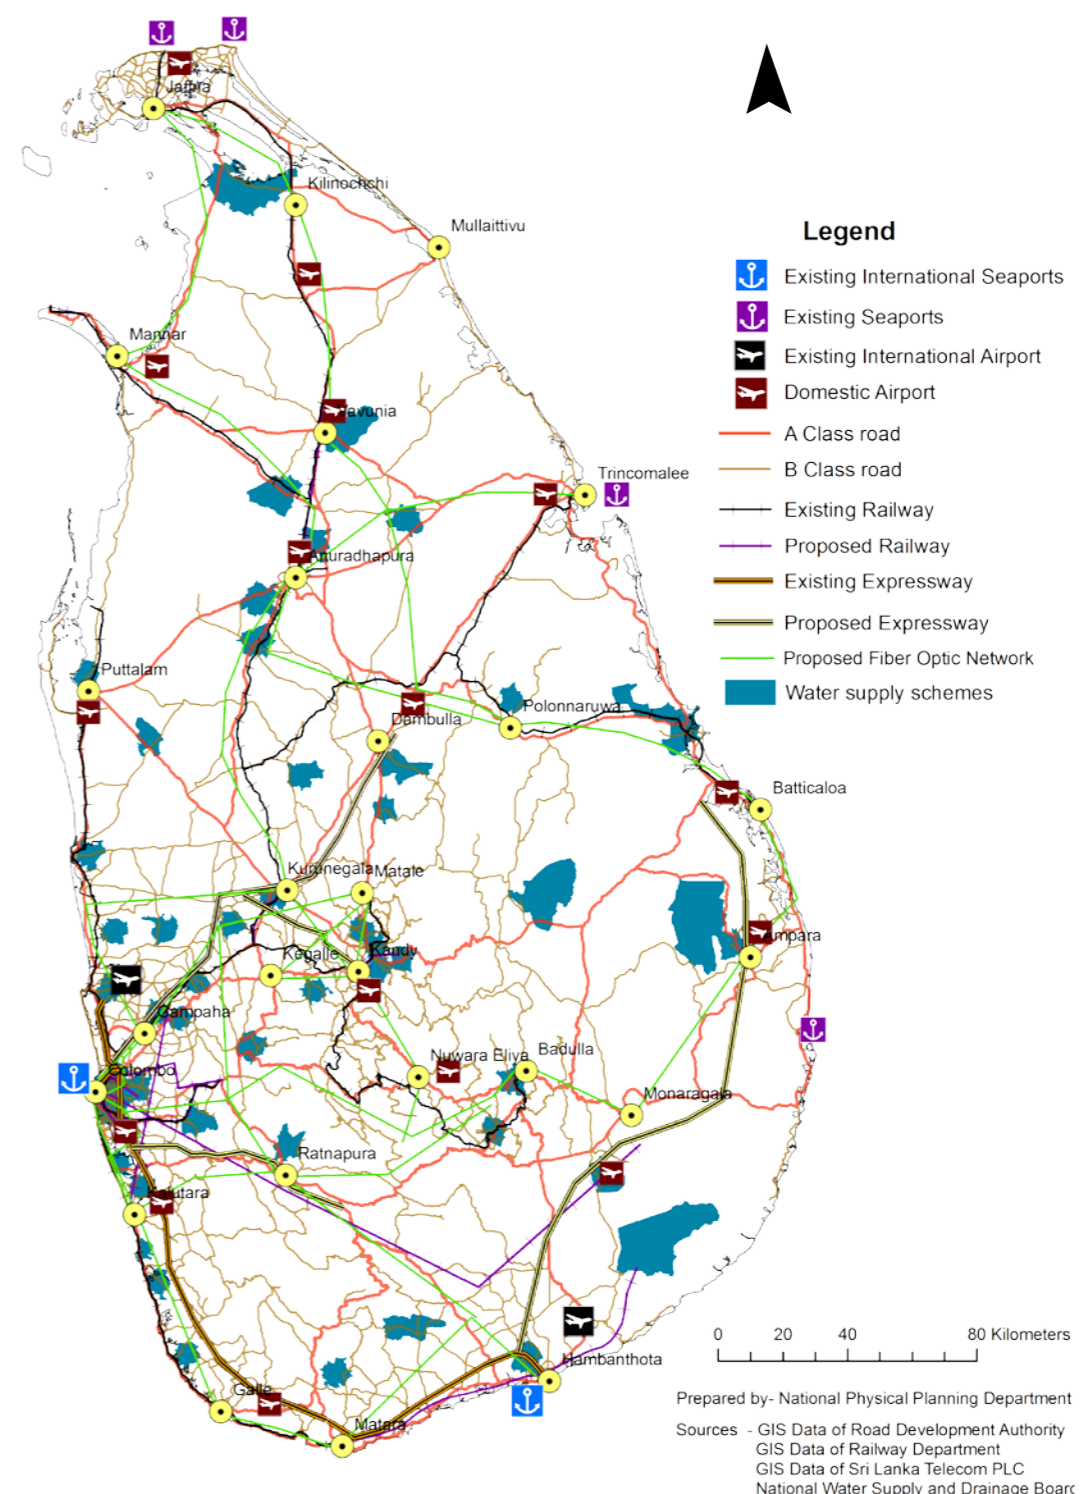 Jaffna
Kilinochchi
Mullaittivu
Mannar
Vavunia
Trincomalee
Anuradhapura
Puttalam
Polonnaruwa
Dambulla
Batticaloa
Kurunegala
Matale
Ampara
Kegalle
Kandy
Gampaha
Nuwara Eliya
Badulla
Colombo
Monaragala
Ratnapura
Kalutara
Hambanthota
Galle
Matara
Legend
Existing International Seaports
Existing Seaports
Existing International Airport
Domestic Airport
A Class road
B Class road
Existing Railway
Proposed Railway
Existing Expressway
Proposed Expressway
Proposed Fiber Optic Network
Water supply schemes
0 20 40 80 Kilometers
Prepared by- National Physical Planning Department
Sources - GIS Data of Road Development Authority
GIS Data of Railway Department
GIS Data of Sri Lanka Telecom PLC
National Water Supply and Drainage Board